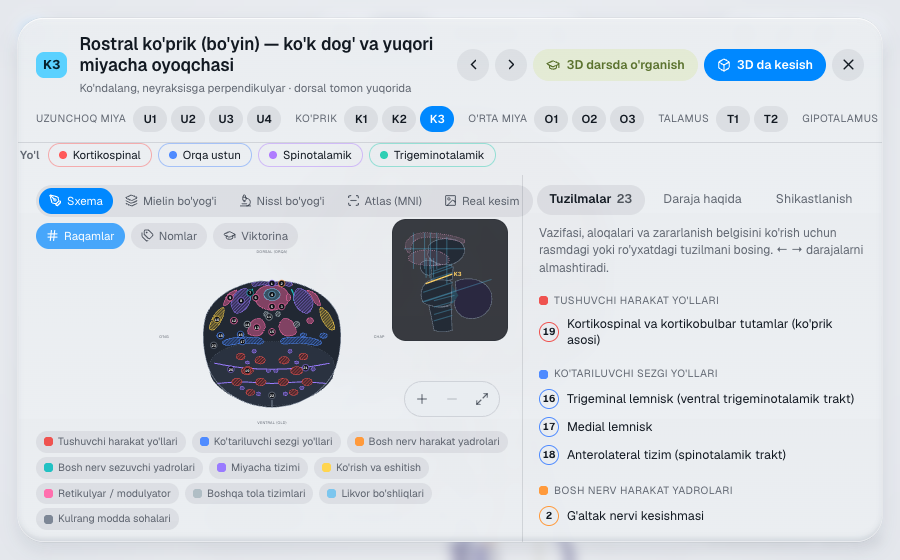 K3
Rostral ko'prik (bo'yin) — ko'k dog' va yuqori
miyacha oyoqchasi
Ko'ndalang, neyraksisga perpendikulyar · dorsal tomon yuqorida
3D darsda o'rganish
3D da kesish
UZUNCHOQ MIYA U1 U2 U3 U4 KO'PRIK K1 K2 K3 O'RTA MIYA O1 O2 O3 TALAMUS T1 T2 GIPOTALAMUS
Yo'l Kortikospinal Orqa ustun Spinotalamik Trigeminotalamik
Sxema Mielin bo'yog'i Nissl bo'yog'i Atlas (MNI) Real kesim
Raqamlar Nomlar Viktorina
K3
Tushuvchi harakat yo'llari Ko'tariluvchi sezgi yo'llari Bosh nerv harakat yadrolari
Bosh nerv sezuvchi yadrolari Miyacha tizimi Ko'rish va eshitish
Retikulyar / modulyator Boshqa tola tizimlari Likvor bo'shliqlari
Kulrang modda sohalari
Tuzilmalar 23 Daraja haqida Shikastlanish
Vazifasi, aloqalari va zararlanish belgisini ko'rish uchun
rasmdagi yoki ro'yxatdagi tuzilmani bosing. ← → darajalarni
almashtiradi.
TUSHUVCHI HARAKAT YO'LLARI
19 Kortikospinal va kortikobulbar tutamlar (ko'prik
asosi)
KO'TARILUVCHI SEZGI YO'LLARI
16 Trigeminal lemnisk (ventral trigeminotalamik trakt)
17 Medial lemnisk
18 Anterolateral tizim (spinotalamik trakt)
BOSH NERV HARAKAT YADROLARI
2 G'altak nervi kesishmasi